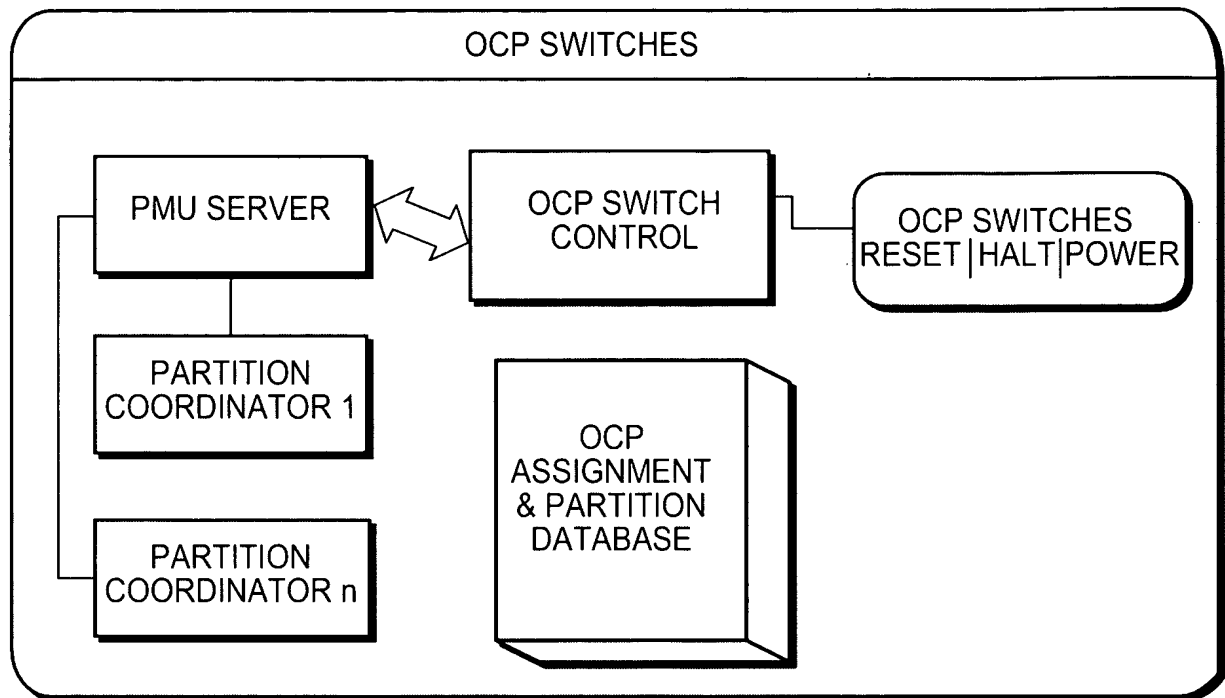 OCP SWITCHES
PMU SERVER
OCP SWITCH
CONTROL
OCP SWITCHES
RESET |HALT|POWER
PARTITION
COORDINATOR 1
OCP
ASSIGNMENT
& PARTITION
DATABASE
PARTITION
COORDINATOR n